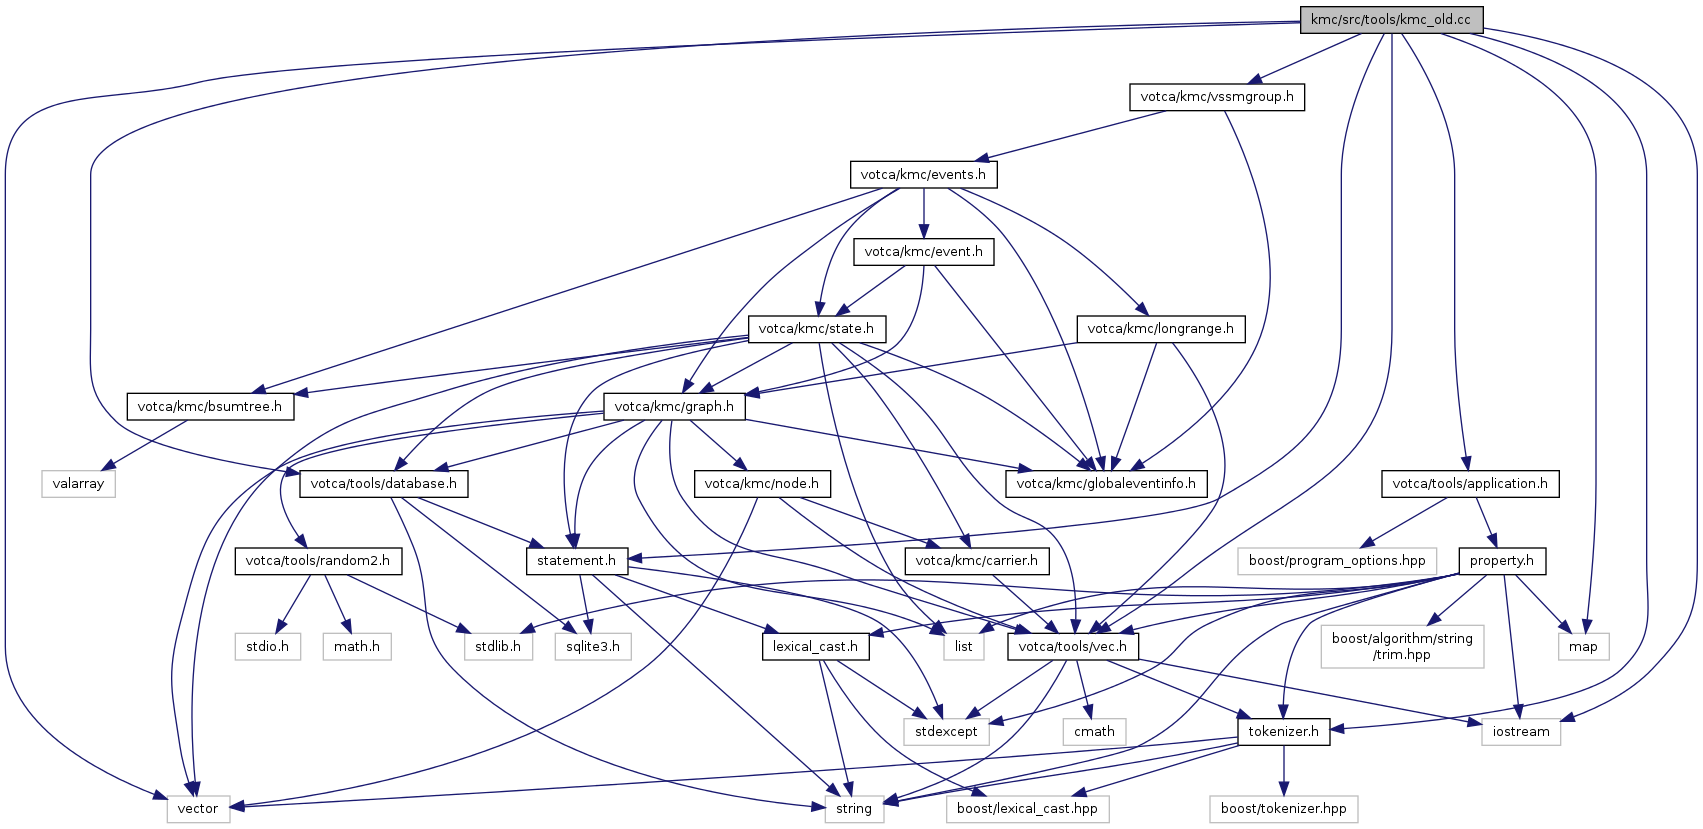 kmc/src/tools/kmc_old.cc
votca/kmc/vssmgroup.h
votca/kmc/events.h
votca/kmc/event.h
votca/kmc/state.h
votca/kmc/longrange.h
votca/kmc/bsumtree.h
votca/kmc/graph.h
valarray
votca/tools/database.h
votca/kmc/node.h
votca/kmc/globaleventinfo.h
votca/tools/application.h
votca/tools/random2.h
statement.h
votca/kmc/carrier.h
boost/program_options.hpp
property.h
stdio.h
math.h
stdlib.h
sqlite3.h
lexical_cast.h
list
votca/tools/vec.h
boost/algorithm/string
/trim.hpp
map
stdexcept
cmath
tokenizer.h
iostream
vector
string
boost/lexical_cast.hpp
boost/tokenizer.hpp